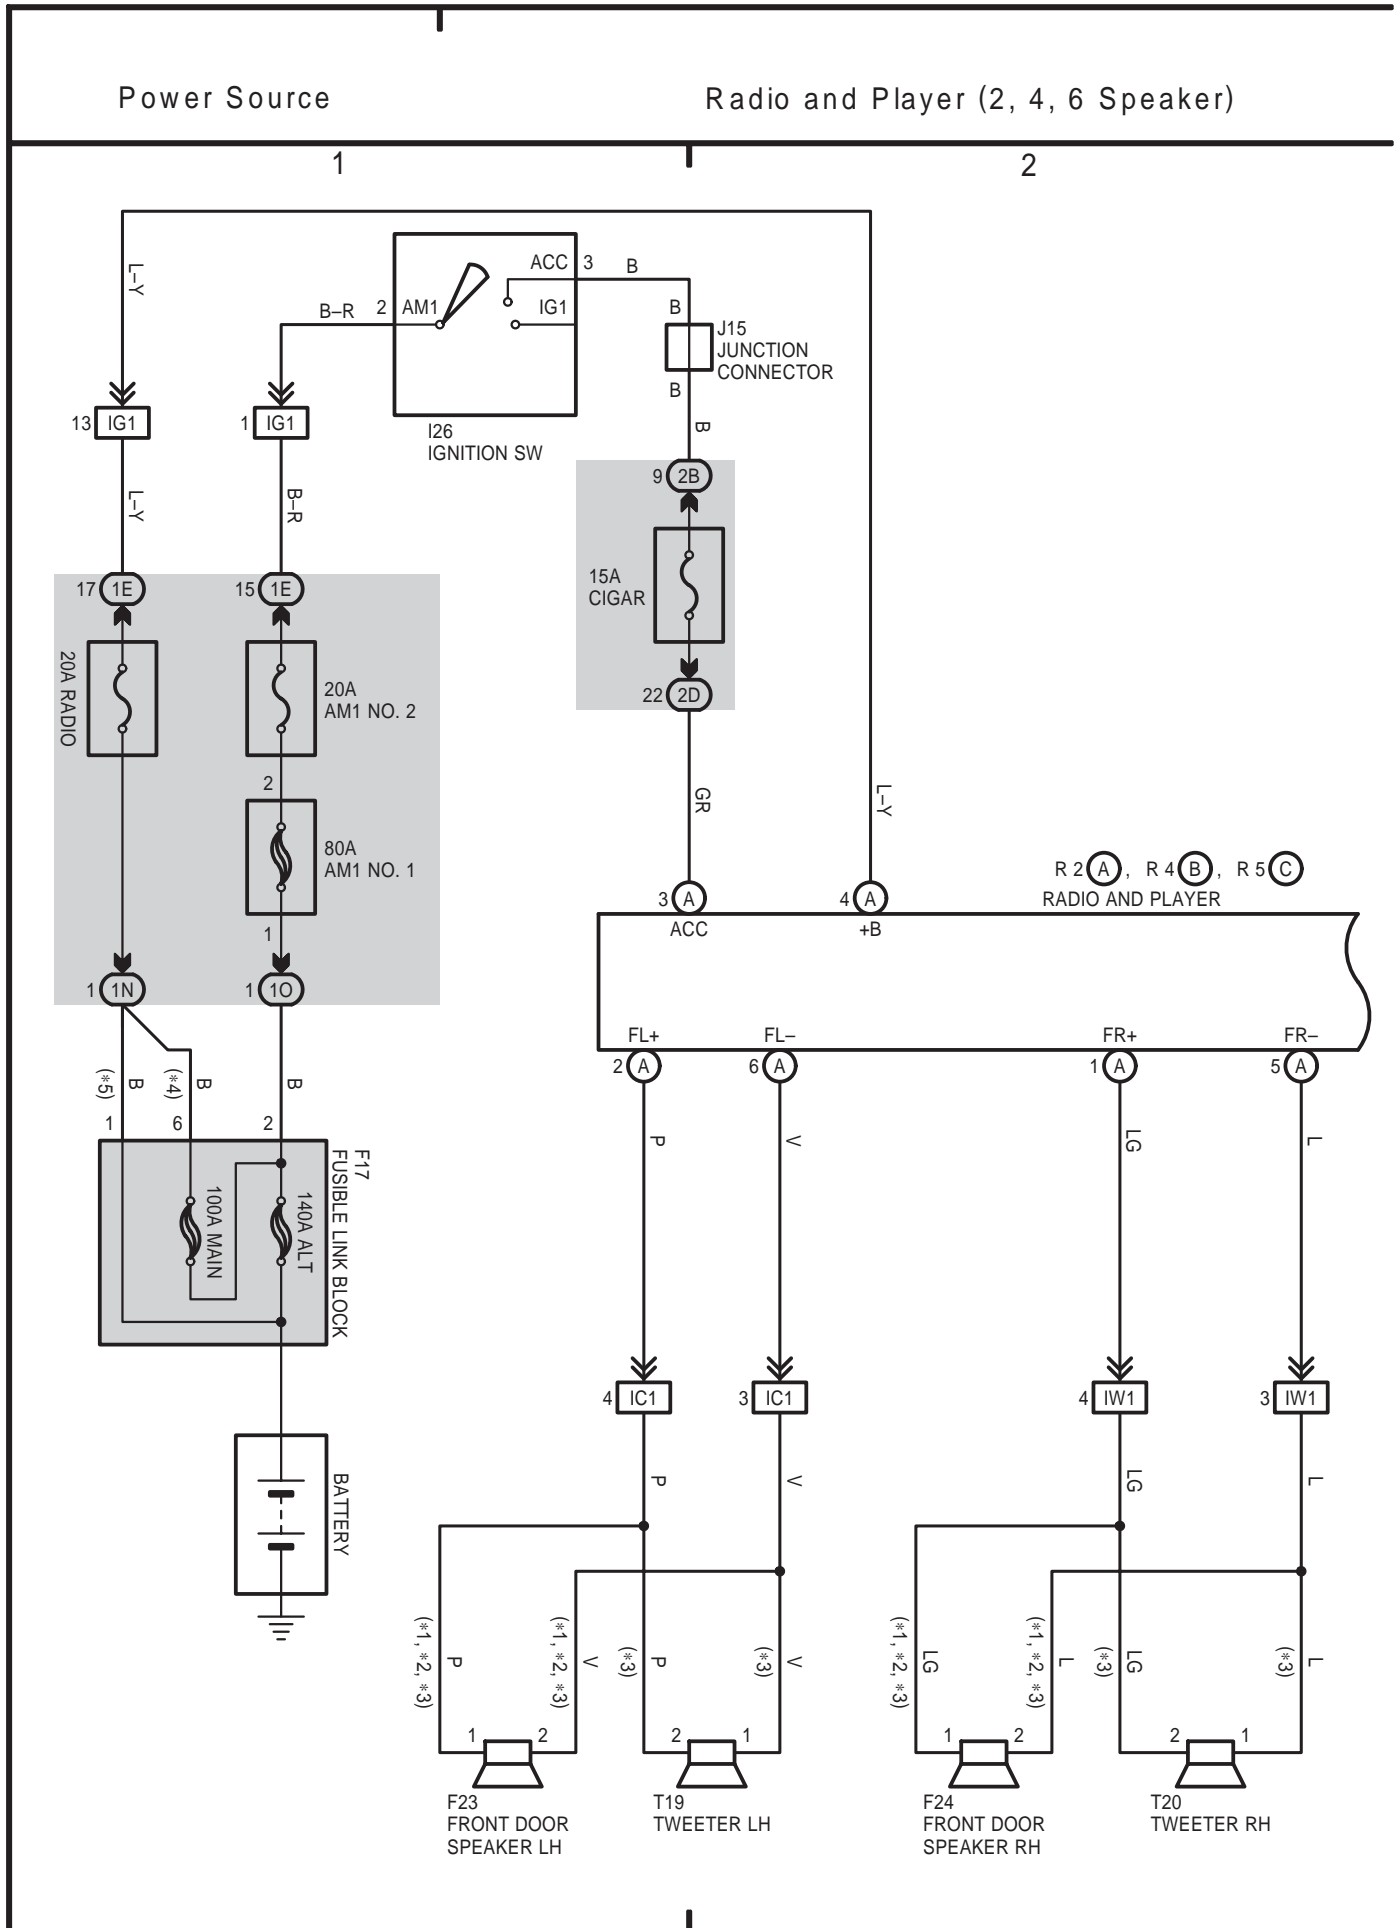 Power Source
Radio and Player (2, 4, 6 Speaker)
1
2
L–Y
B–R
2
AM1
ACC
3
B
IG1
B
J15
JUNCTION
CONNECTOR
B
13
IG1
1
IG1
I26
IGNITION SW
B
L–Y
B–R
9
2B
15A
CIGAR
22
2D
17
1E
15
1E
20A RADIO
20A
AM1 NO. 2
2
80A
AM1 NO. 1
1
GR
L–Y
R 2 A , R 4 B , R 5 C
RADIO AND PLAYER
3
A
4
A
ACC
+B
1
1N
1
1O
FL+
FL–
FR+
FR–
2
A
6
A
1
A
5
A
(*5)
B
(*4)
B
B
1
6
2
P
V
LG
L
F17
FUSIBLE LINK BLOCK
100A MAIN
140A ALT
4
IC1
3
IC1
4
IW1
3
IW1
BATTERY
P
V
LG
L
(*1, *2, *3)
P
(*1, *2, *3)
V
(*3)
P
(*3)
V
(*1, *2, *3)
LG
(*1, *2, *3)
L
(*3)
LG
(*3)
L
1
2
2
1
1
2
2
1
F23
FRONT DOOR
SPEAKER LH
T19
TWEETER LH
F24
FRONT DOOR
SPEAKER RH
T20
TWEETER RH